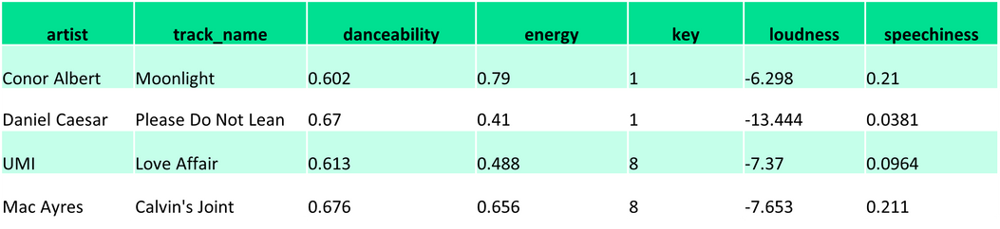 artist track_name danceability energy key loudness speechiness
Conor Albert Moonlight 0.602 0.79 1 -6.298 0.21
Daniel Caesar Please Do Not Lean 0.67 0.41 1 -13.444 0.0381
UMI Love Affair 0.613 0.488 8 -7.37 0.0964
Mac Ayres Calvin's Joint 0.676 0.656 8 -7.653 0.211